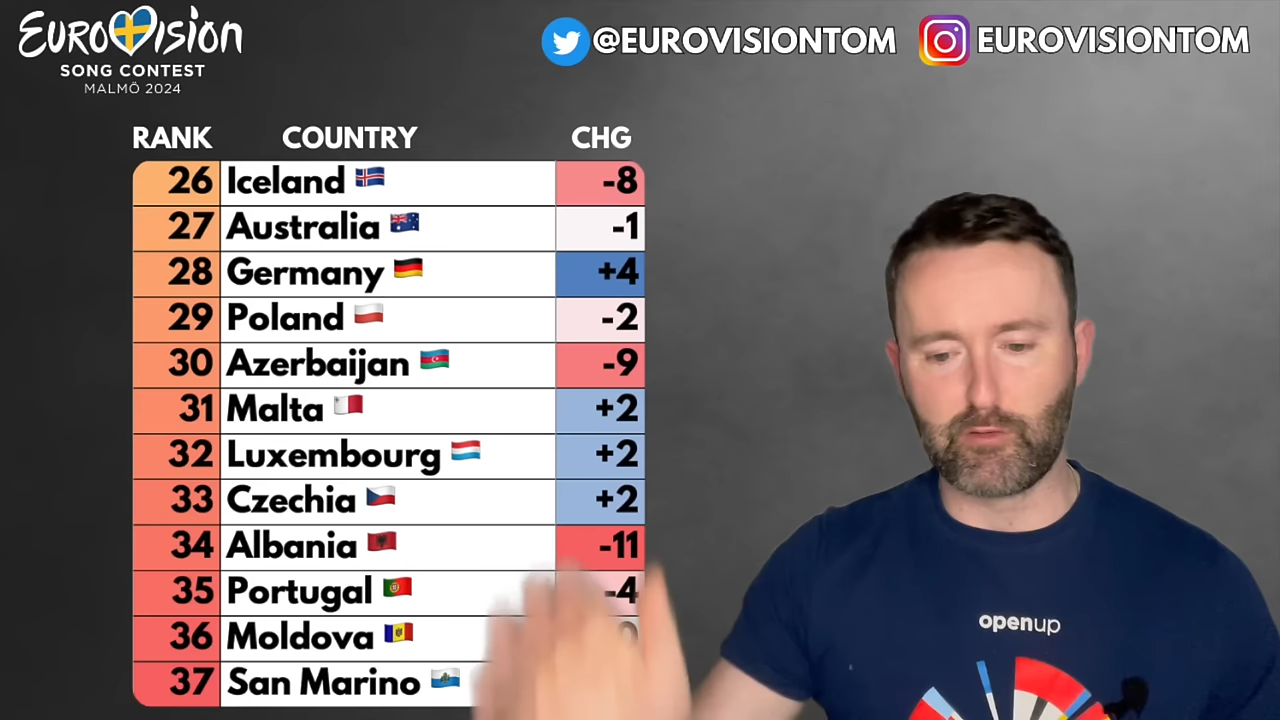 EUROVISION
SONG CONTEST
MALMÖ 2024
@EUROVISIONTOM
EUROVISIONTOM
RANK COUNTRY CHG
26 Iceland -8
27 Australia -1
28 Germany +4
29 Poland -2
30 Azerbaijan -9
31 Malta +2
32 Luxembourg +2
33 Czechia +2
34 Albania -11
35 Portugal -4
36 Moldova
37 San Marino
openup